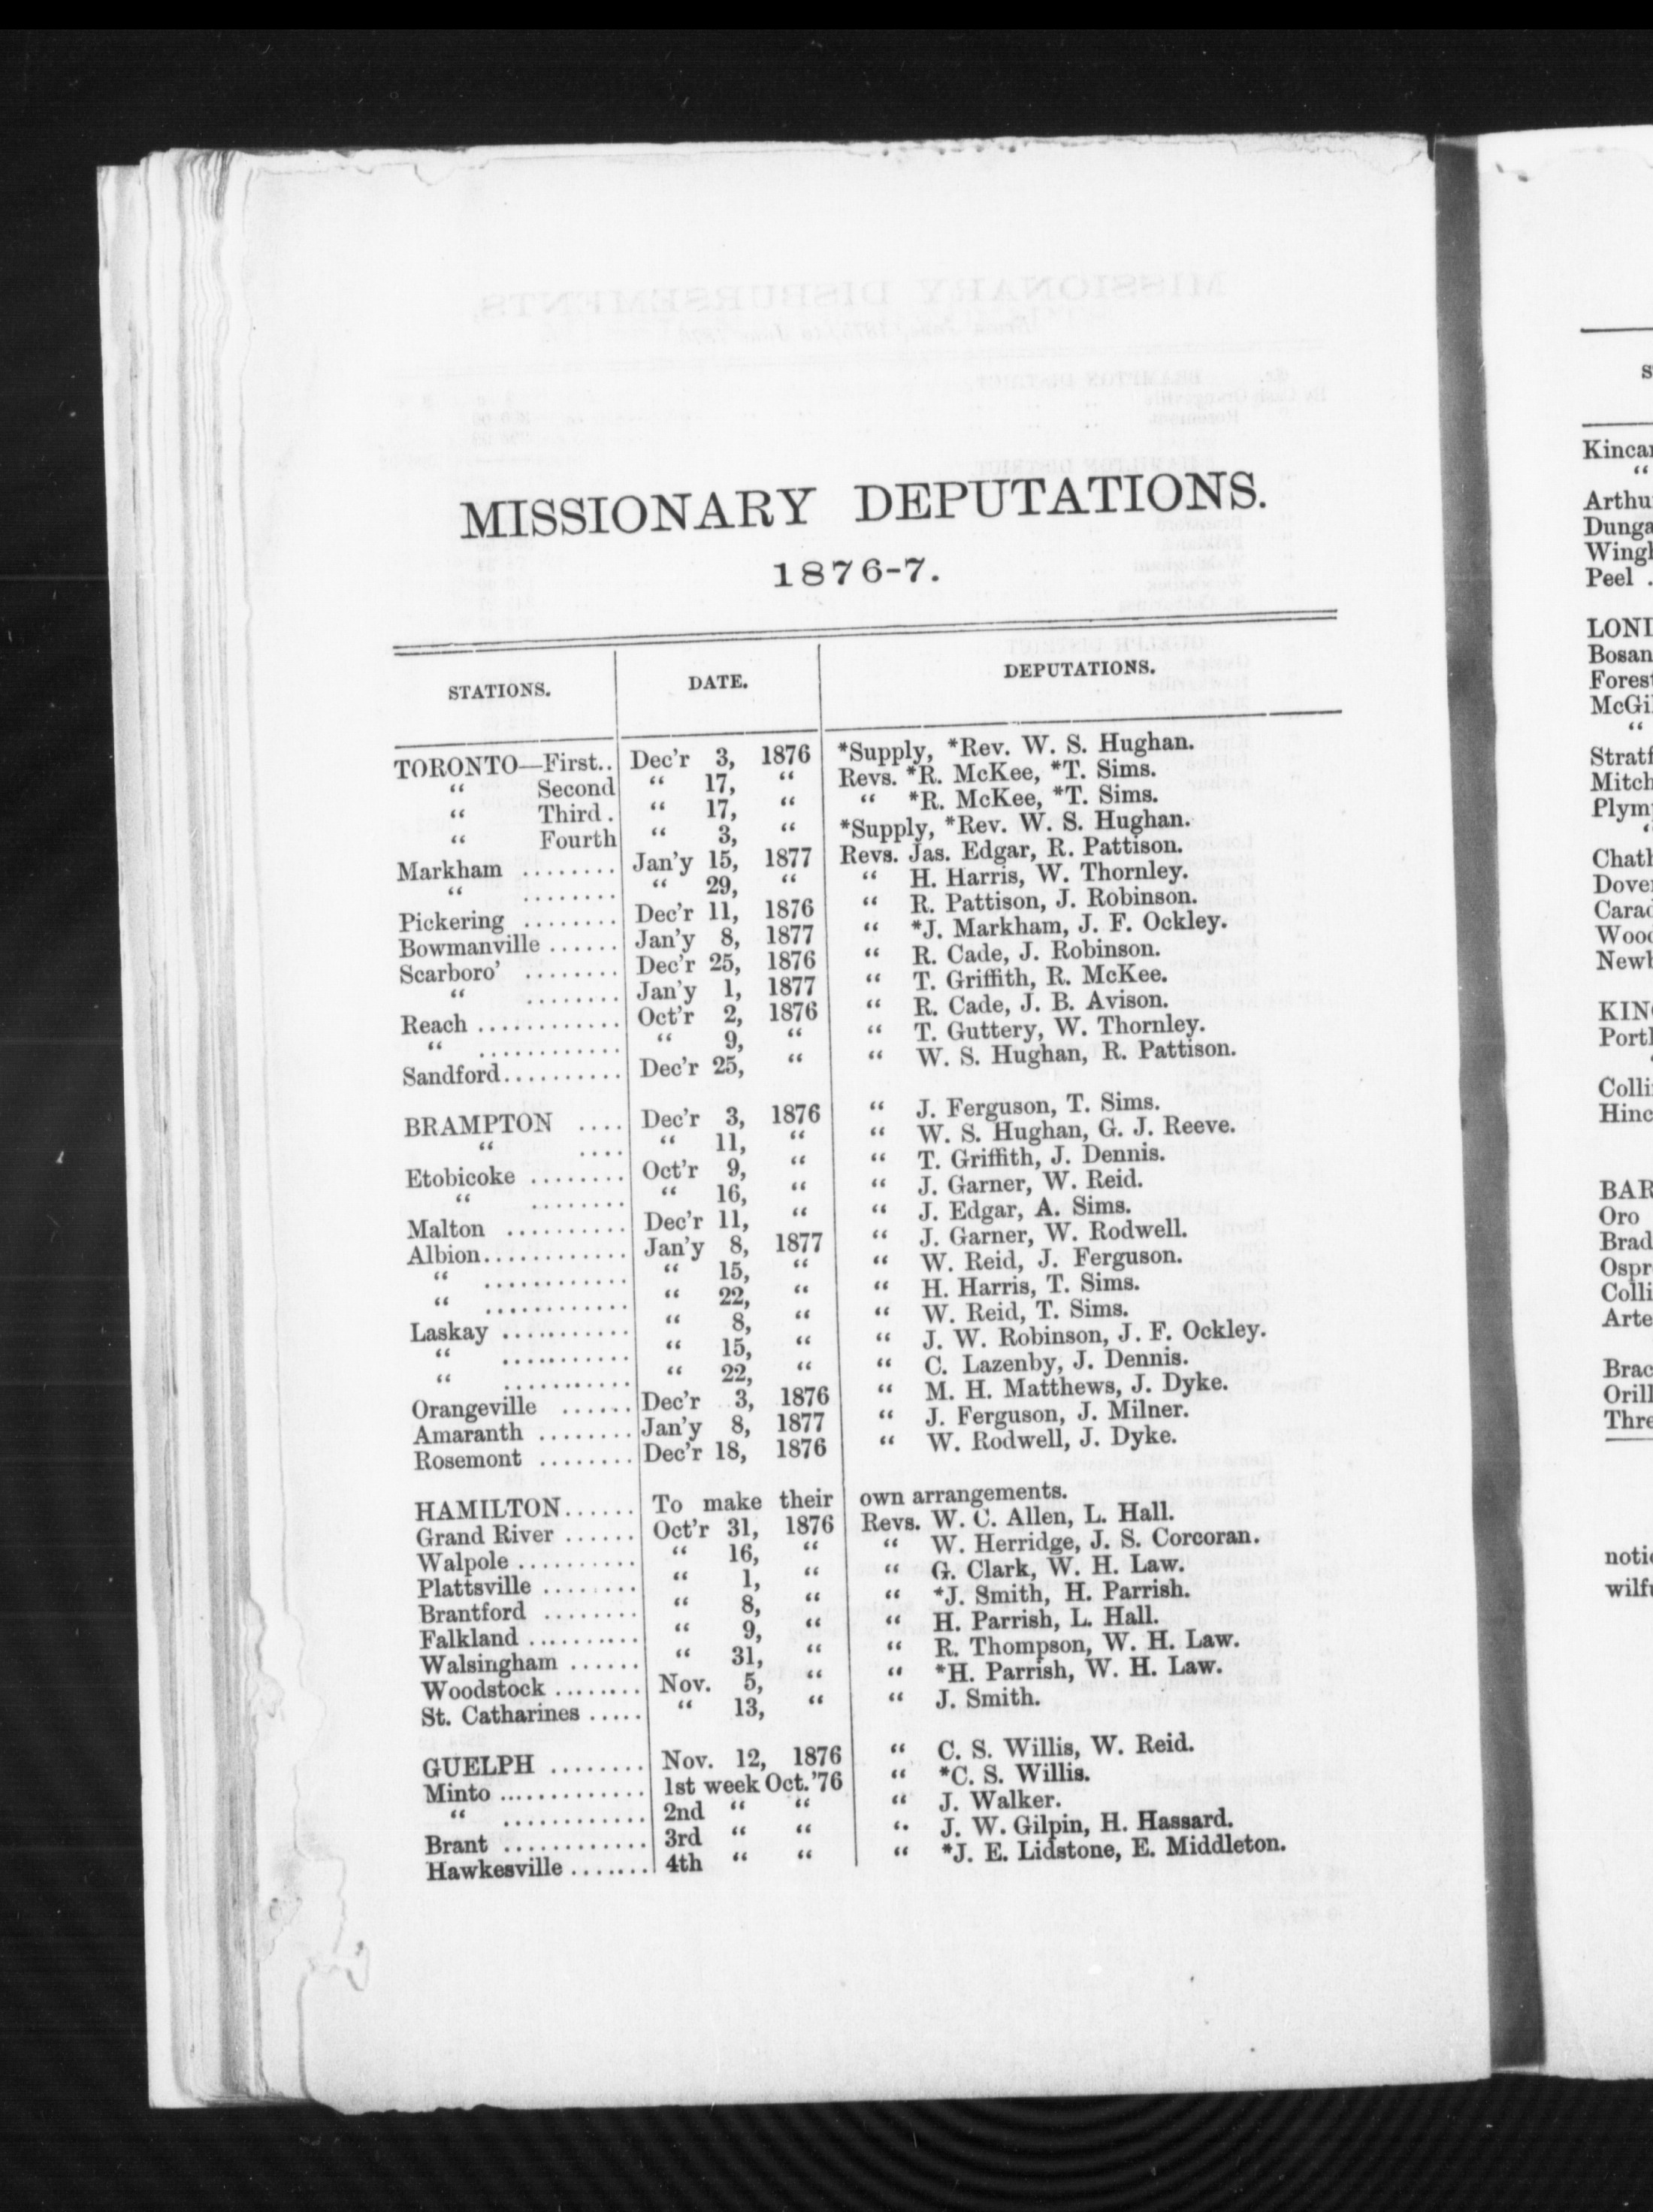 MISSIONARY DEPUTATIONS.
1876-7.
STATIONS. DATE. DEPUTATIONS.
TORONTO—First.. Dec'r 3, 1876 *Supply, *Rev. W. S. Hughan.
“ Second “ 17, “ Revs. *R. McKee, *T. Sims.
“ Third . “ 17, “ “ *R. McKee, *T. Sims.
“ Fourth “ 3, “ *Supply, *Rev. W. S. Hughan.
Markham ........ Jan'y 15, 1877 Revs. Jas. Edgar, R. Pattison.
“ ........ “ 29, “ “ H. Harris, W. Thornley.
Pickering ........ Dec'r 11, 1876 “ R. Pattison, J. Robinson.
Bowmanville ...... Jan'y 8, 1877 “ *J. Markham, J. F. Ockley.
Scarboro' ........ Dec'r 25, 1876 “ R. Cade, J. Robinson.
“ ........ Jan'y 1, 1877 “ T. Griffith, R. McKee.
Reach ............ Oct'r 2, 1876 “ R. Cade, J. B. Avison.
“ ............ “ 9, “ “ T. Guttery, W. Thornley.
Sandford.......... Dec'r 25, “ “ W. S. Hughan, R. Pattison.
BRAMPTON .... Dec'r 3, 1876 “ J. Ferguson, T. Sims.
“ .... “ 11, “ “ W. S. Hughan, G. J. Reeve.
Etobicoke ........ Oct'r 9, “ “ T. Griffith, J. Dennis.
“ ........ “ 16, “ “ J. Garner, W. Reid.
Malton .......... Dec'r 11, “ “ J. Edgar, A. Sims.
Albion............ Jan'y 8, 1877 “ J. Garner, W. Rodwell.
“ ............ “ 15, “ “ W. Reid, J. Ferguson.
“ ............ “ 22, “ “ H. Harris, T. Sims.
Laskay ........... “ 8, “ “ W. Reid, T. Sims.
“ ........... “ 15, “ “ J. W. Robinson, J. F. Ockley.
“ ........... “ 22, “ “ C. Lazenby, J. Dennis.
Orangeville ...... Dec'r 3, 1876 “ M. H. Matthews, J. Dyke.
Amaranth ........ Jan'y 8, 1877 “ J. Ferguson, J. Milner.
Rosemont ........ Dec'r 18, 1876 “ W. Rodwell, J. Dyke.
HAMILTON...... To make their own arrangements.
Grand River ...... Oct'r 31, 1876 Revs. W. C. Allen, L. Hall.
Walpole .......... “ 16, “ “ W. Herridge, J. S. Corcoran.
Plattsville ........ “ 1, “ “ G. Clark, W. H. Law.
Brantford ........ “ 8, “ “ *J. Smith, H. Parrish.
Falkland .......... “ 9, “ “ H. Parrish, L. Hall.
Walsingham ...... “ 31, “ “ R. Thompson, W. H. Law.
Woodstock ........ Nov. 5, “ “ *H. Parrish, W. H. Law.
St. Catharines ..... “ 13, “ “ J. Smith.
GUELPH ........ Nov. 12, 1876 “ C. S. Willis, W. Reid.
Minto ............. 1st week Oct.'76 “ *C. S. Willis.
“ ............ 2nd “ “ “ J. Walker.
Brant ............ 3rd “ “ “ J. W. Gilpin, H. Hassard.
Hawkesville ....... 4th “ “ “ *J. E. Lidstone, E. Middleton.
Peel .
Oro